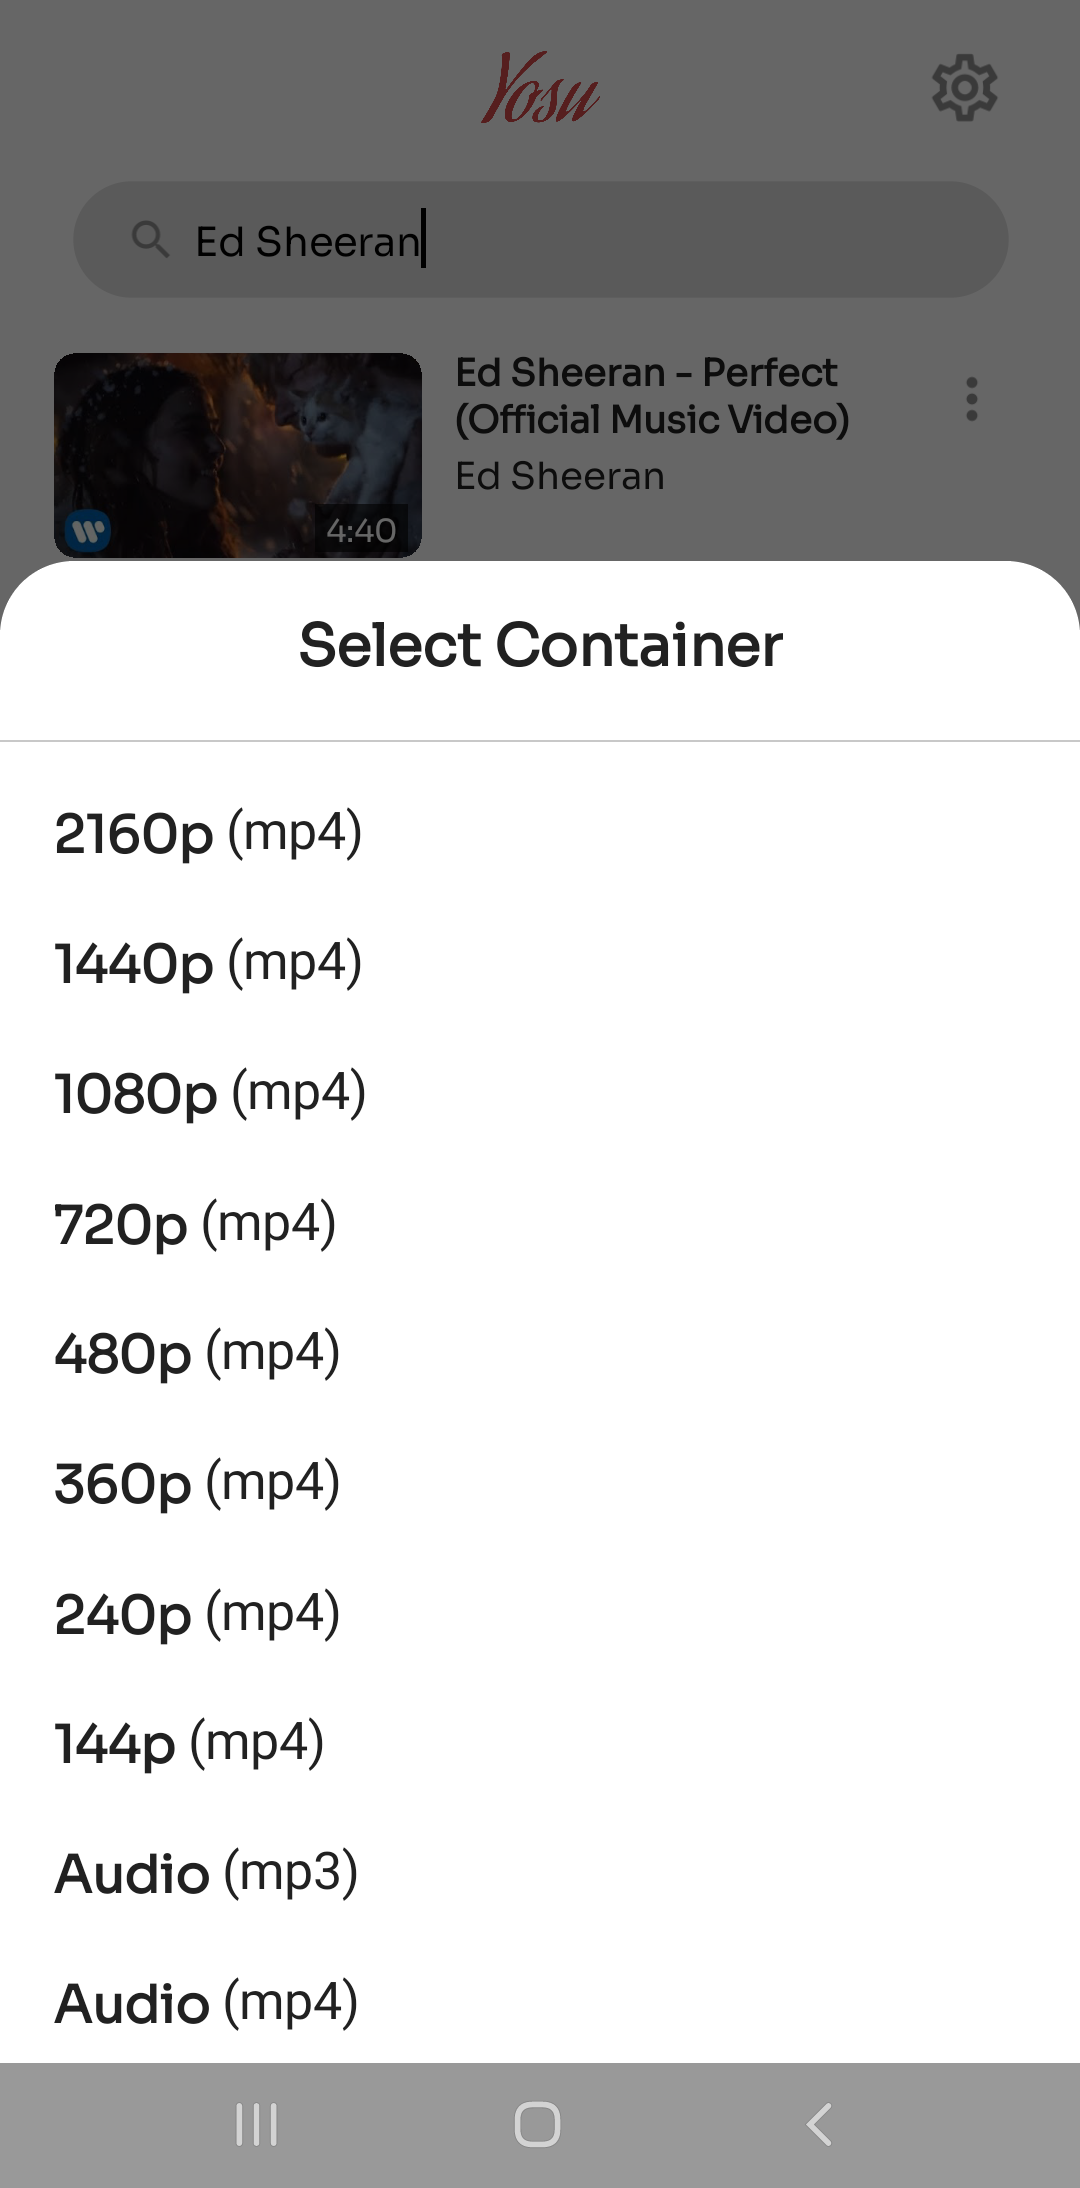 Yosu
Ed Sheeran
Ed Sheeran - Perfect
(Official Music Video)
Ed Sheeran
4:40
Select Container
2160p (mp4)
1440p (mp4)
1080p (mp4)
720p (mp4)
480p (mp4)
360p (mp4)
240p (mp4)
144p (mp4)
Audio (mp3)
Audio (mp4)